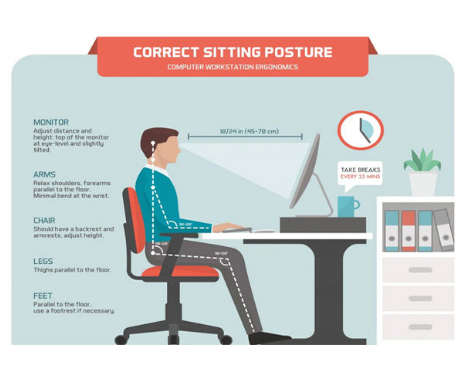 CORRECT SITTING POSTURE
COMPUTER WORKSTATION ERGONOMICS
MONITOR
Adjust distance and
height: top of the monitor
at eye-level and slightly
tilted.
18/24 in (45-70 cm)
ARMS
Relax shoulders, forearms
parallel to the floor.
Minimal bend at the wrist.
TAKE BREAKS
EVERY 35 MINS
CHAIR
Should have a backrest and
armrests, adjust height.
LEGS
Thighs parallel to the floor.
FEET
Parallel to the floor,
use a footrest if necessary.